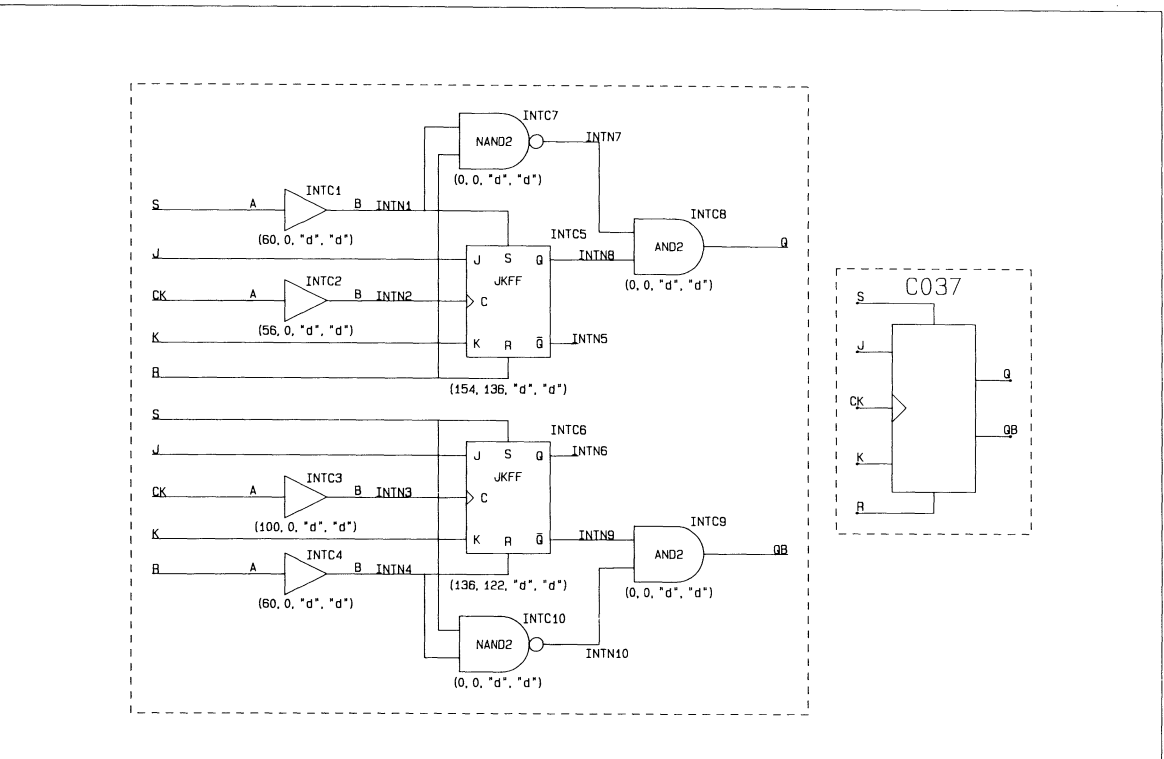 INTC7
NAND2
INTN7
(0, 0, "d", "d")
INTC1
S A B INTN1
(60, 0, "d", "d")
INTC8
AND2
Q
(0, 0, "d", "d")
INTC5
J J S Q INTN8
JKFF
INTC2
CK A B INTN2 C
(56, 0, "d", "d")
K K R Q̅ INTN5
R
(154, 136, "d", "d")
S
INTC6
J J S Q INTN6
JKFF
INTC3
CK A B INTN3 C
(100, 0, "d", "d")
K K R Q̅ INTN9
INTC9
AND2
QB
(0, 0, "d", "d")
INTC4
R A B INTN4
(60, 0, "d", "d")
(136, 122, "d", "d")
INTC10
NAND2
INTN10
(0, 0, "d", "d")
C037
S
J
Q
CK
QB
K
R